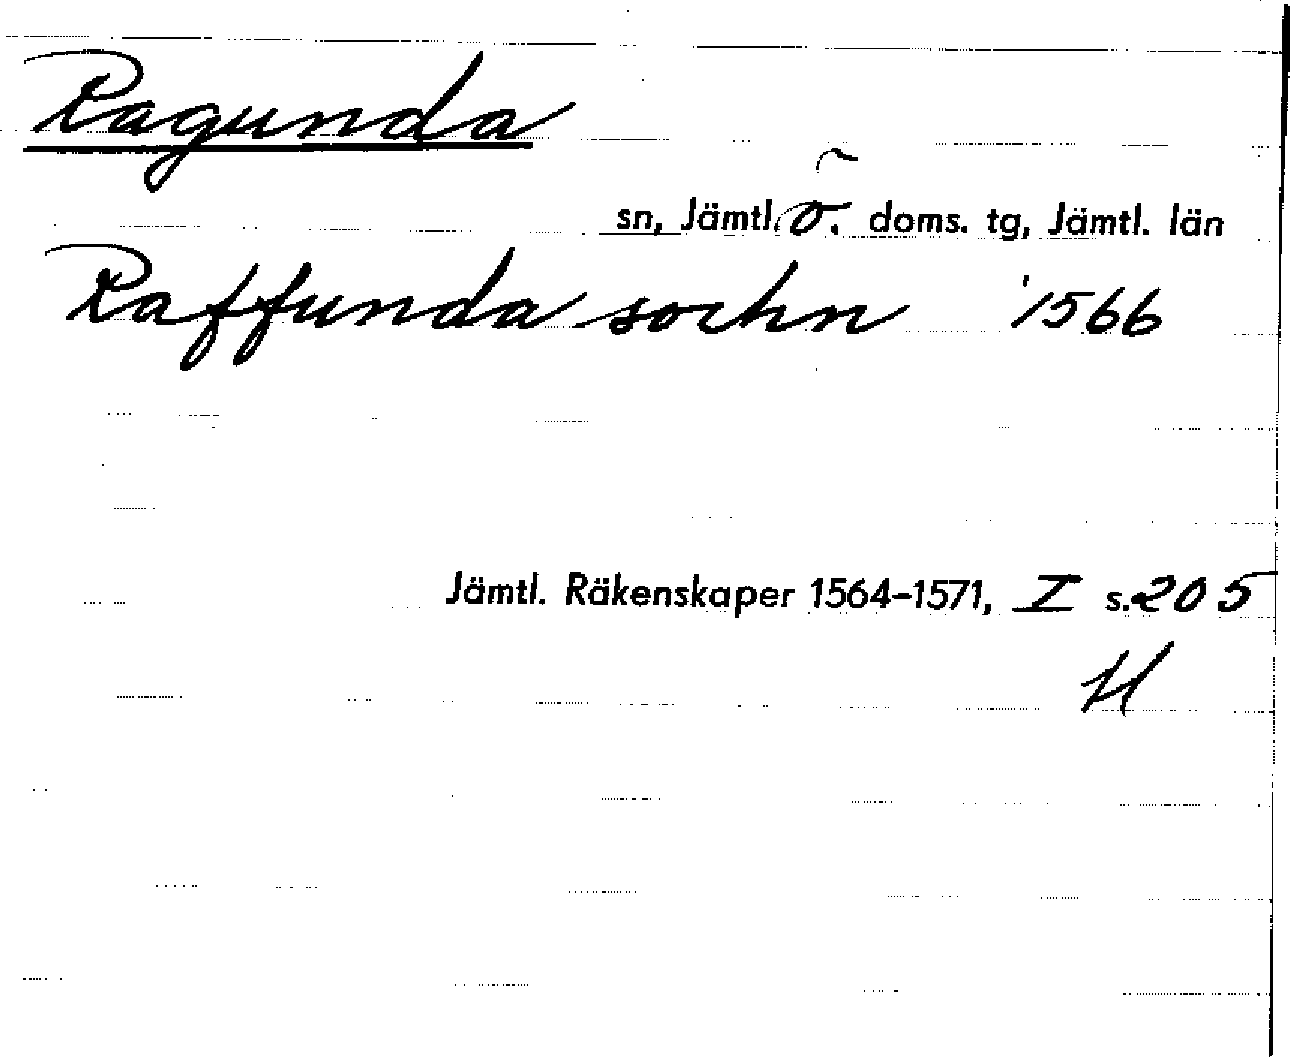 Ragunda
sn, Jämtl. ö. doms. tg, Jämtl. län
Raffunda sochn 1566
Jämtl. Räkenskaper 1564-1571, I s. 205
H